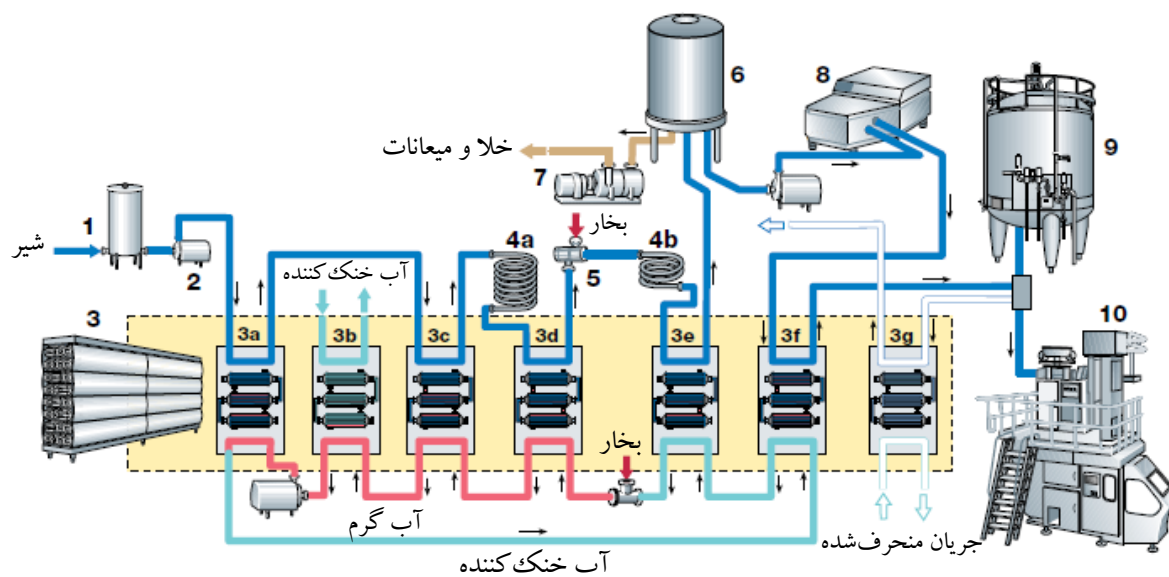 6
8
خلا و میعانات
7
9
بخار
1
شیر
2
آب خنک‌کننده
4a
5
4b
10
3
3a
3b
3c
3d
3e
3f
3g
بخار
آب گرم
جریان منحرف‌شده
آب خنک‌کننده